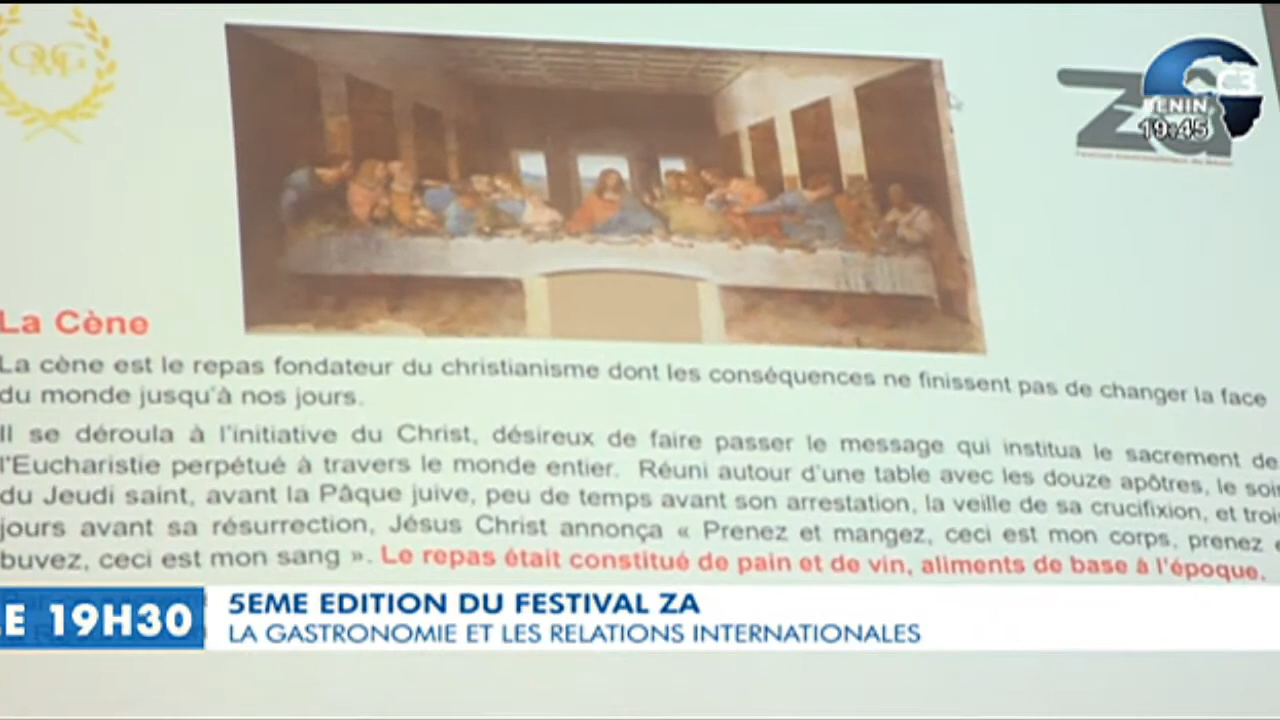 C3
BENIN
19:45
La Cène
La cène est le repas fondateur du christianisme dont les conséquences ne finissent pas de changer la face
du monde jusqu'à nos jours.
Il se déroula à l'initiative du Christ, désireux de faire passer le message qui institua le sacrement de
l'Eucharistie perpétué à travers le monde entier. Réuni autour d'une table avec les douze apôtres, le soir
du Jeudi saint, avant la Pâque juive, peu de temps avant son arrestation, la veille de sa crucifixion, et trois
jours avant sa résurrection, Jésus Christ annonça « Prenez et mangez, ceci est mon corps, prenez e
buvez, ceci est mon sang ». Le repas était constitué de pain et de vin, aliments de base à l'époque.
LE 19H30
5EME EDITION DU FESTIVAL ZA
LA GASTRONOMIE ET LES RELATIONS INTERNATIONALES